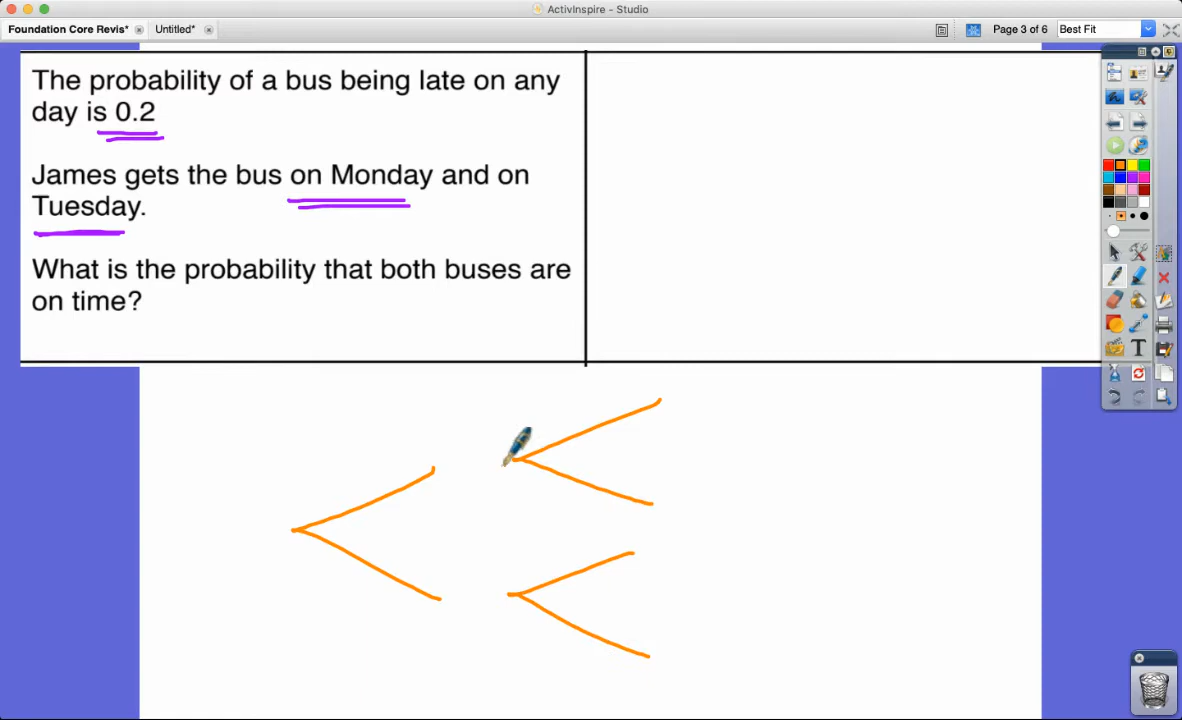 ActivInspire - Studio
Foundation Core Revis*
Untitled*
Page 3 of 6
Best Fit
The probability of a bus being late on any
day is 0.2
James gets the bus on Monday and on
Tuesday.
What is the probability that both buses are
on time?
T